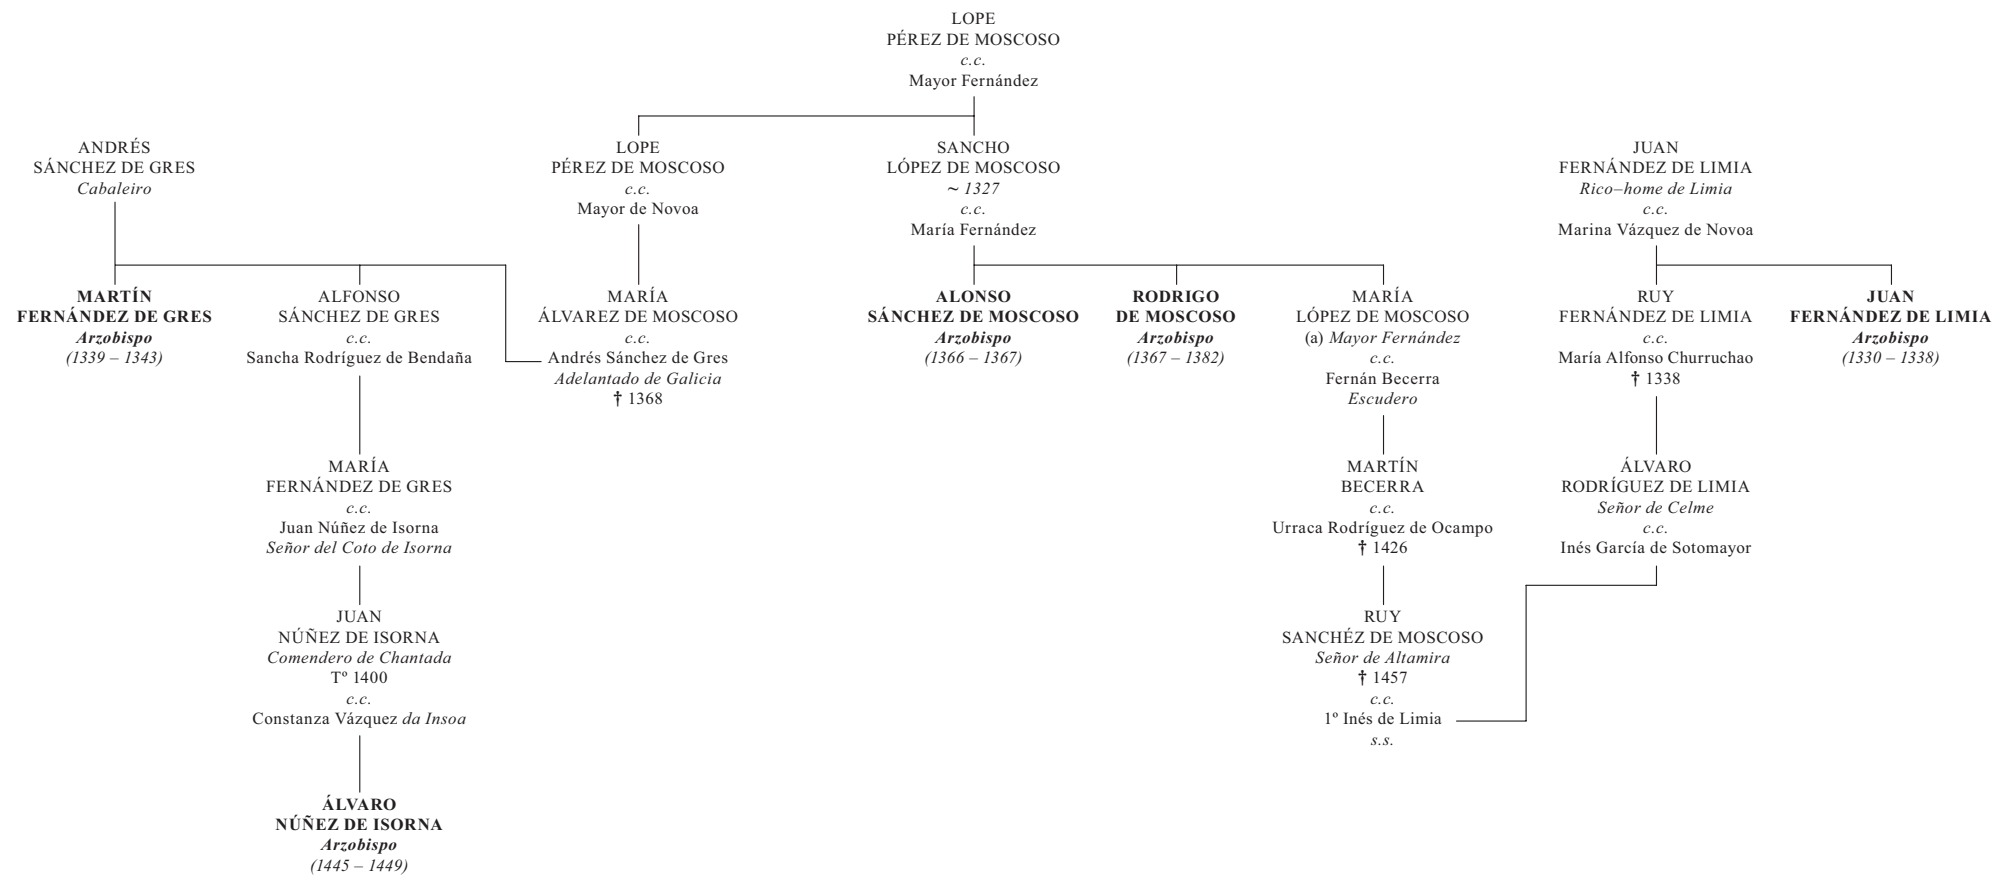 LOPE
PÉREZ DE MOSCOSO
c.c.
Mayor Fernández
ANDRÉS
SÁNCHEZ DE GRES
Cabaleiro
LOPE
PÉREZ DE MOSCOSO
c.c.
Mayor de Novoa
SANCHO
LÓPEZ DE MOSCOSO
~ 1327
c.c.
María Fernández
JUAN
FERNÁNDEZ DE LIMIA
Rico–home de Limia
c.c.
Marina Vázquez de Novoa
MARTÍN
FERNÁNDEZ DE GRES
Arzobispo
(1339 – 1343)
ALFONSO
SÁNCHEZ DE GRES
c.c.
Sancha Rodríguez de Bendaña
MARÍA
ÁLVAREZ DE MOSCOSO
c.c.
Andrés Sánchez de Gres
Adelantado de Galicia
† 1368
ALONSO
SÁNCHEZ DE MOSCOSO
Arzobispo
(1366 – 1367)
RODRIGO
DE MOSCOSO
Arzobispo
(1367 – 1382)
MARÍA
LÓPEZ DE MOSCOSO
(a) Mayor Fernández
c.c.
Fernán Becerra
Escudero
RUY
FERNÁNDEZ DE LIMIA
c.c.
María Alfonso Churruchao
† 1338
JUAN
FERNÁNDEZ DE LIMIA
Arzobispo
(1330 – 1338)
MARÍA
FERNÁNDEZ DE GRES
c.c.
Juan Núñez de Isorna
Señor del Coto de Isorna
MARTÍN
BECERRA
c.c.
Urraca Rodríguez de Ocampo
† 1426
ÁLVARO
RODRÍGUEZ DE LIMIA
Señor de Celme
c.c.
Inés García de Sotomayor
JUAN
NÚÑEZ DE ISORNA
Comendero de Chantada
Tº 1400
c.c.
Constanza Vázquez da Insoa
RUY
SANCHÉZ DE MOSCOSO
Señor de Altamira
† 1457
c.c.
1º Inés de Limia
s.s.
ÁLVARO
NÚÑEZ DE ISORNA
Arzobispo
(1445 – 1449)